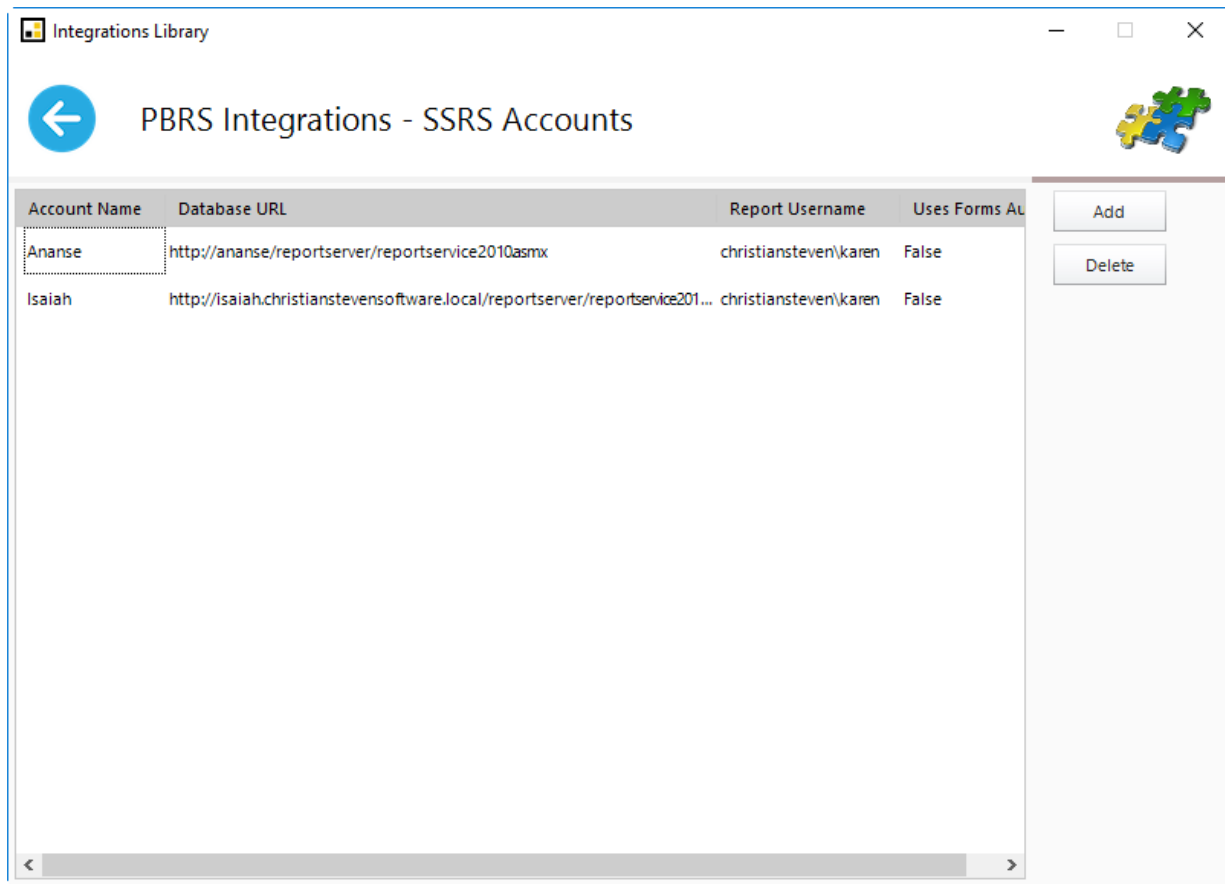 Integrations Library
PBRS Integrations - SSRS Accounts
Account Name Database URL Report Username Uses Forms Au
Add
Ananse http://ananse/reportserver/reportservice2010asmx christiansteven\karen False
Delete
Isaiah http://isaiah.christianstevensoftware.local/reportserver/reportservice201... christiansteven\karen False